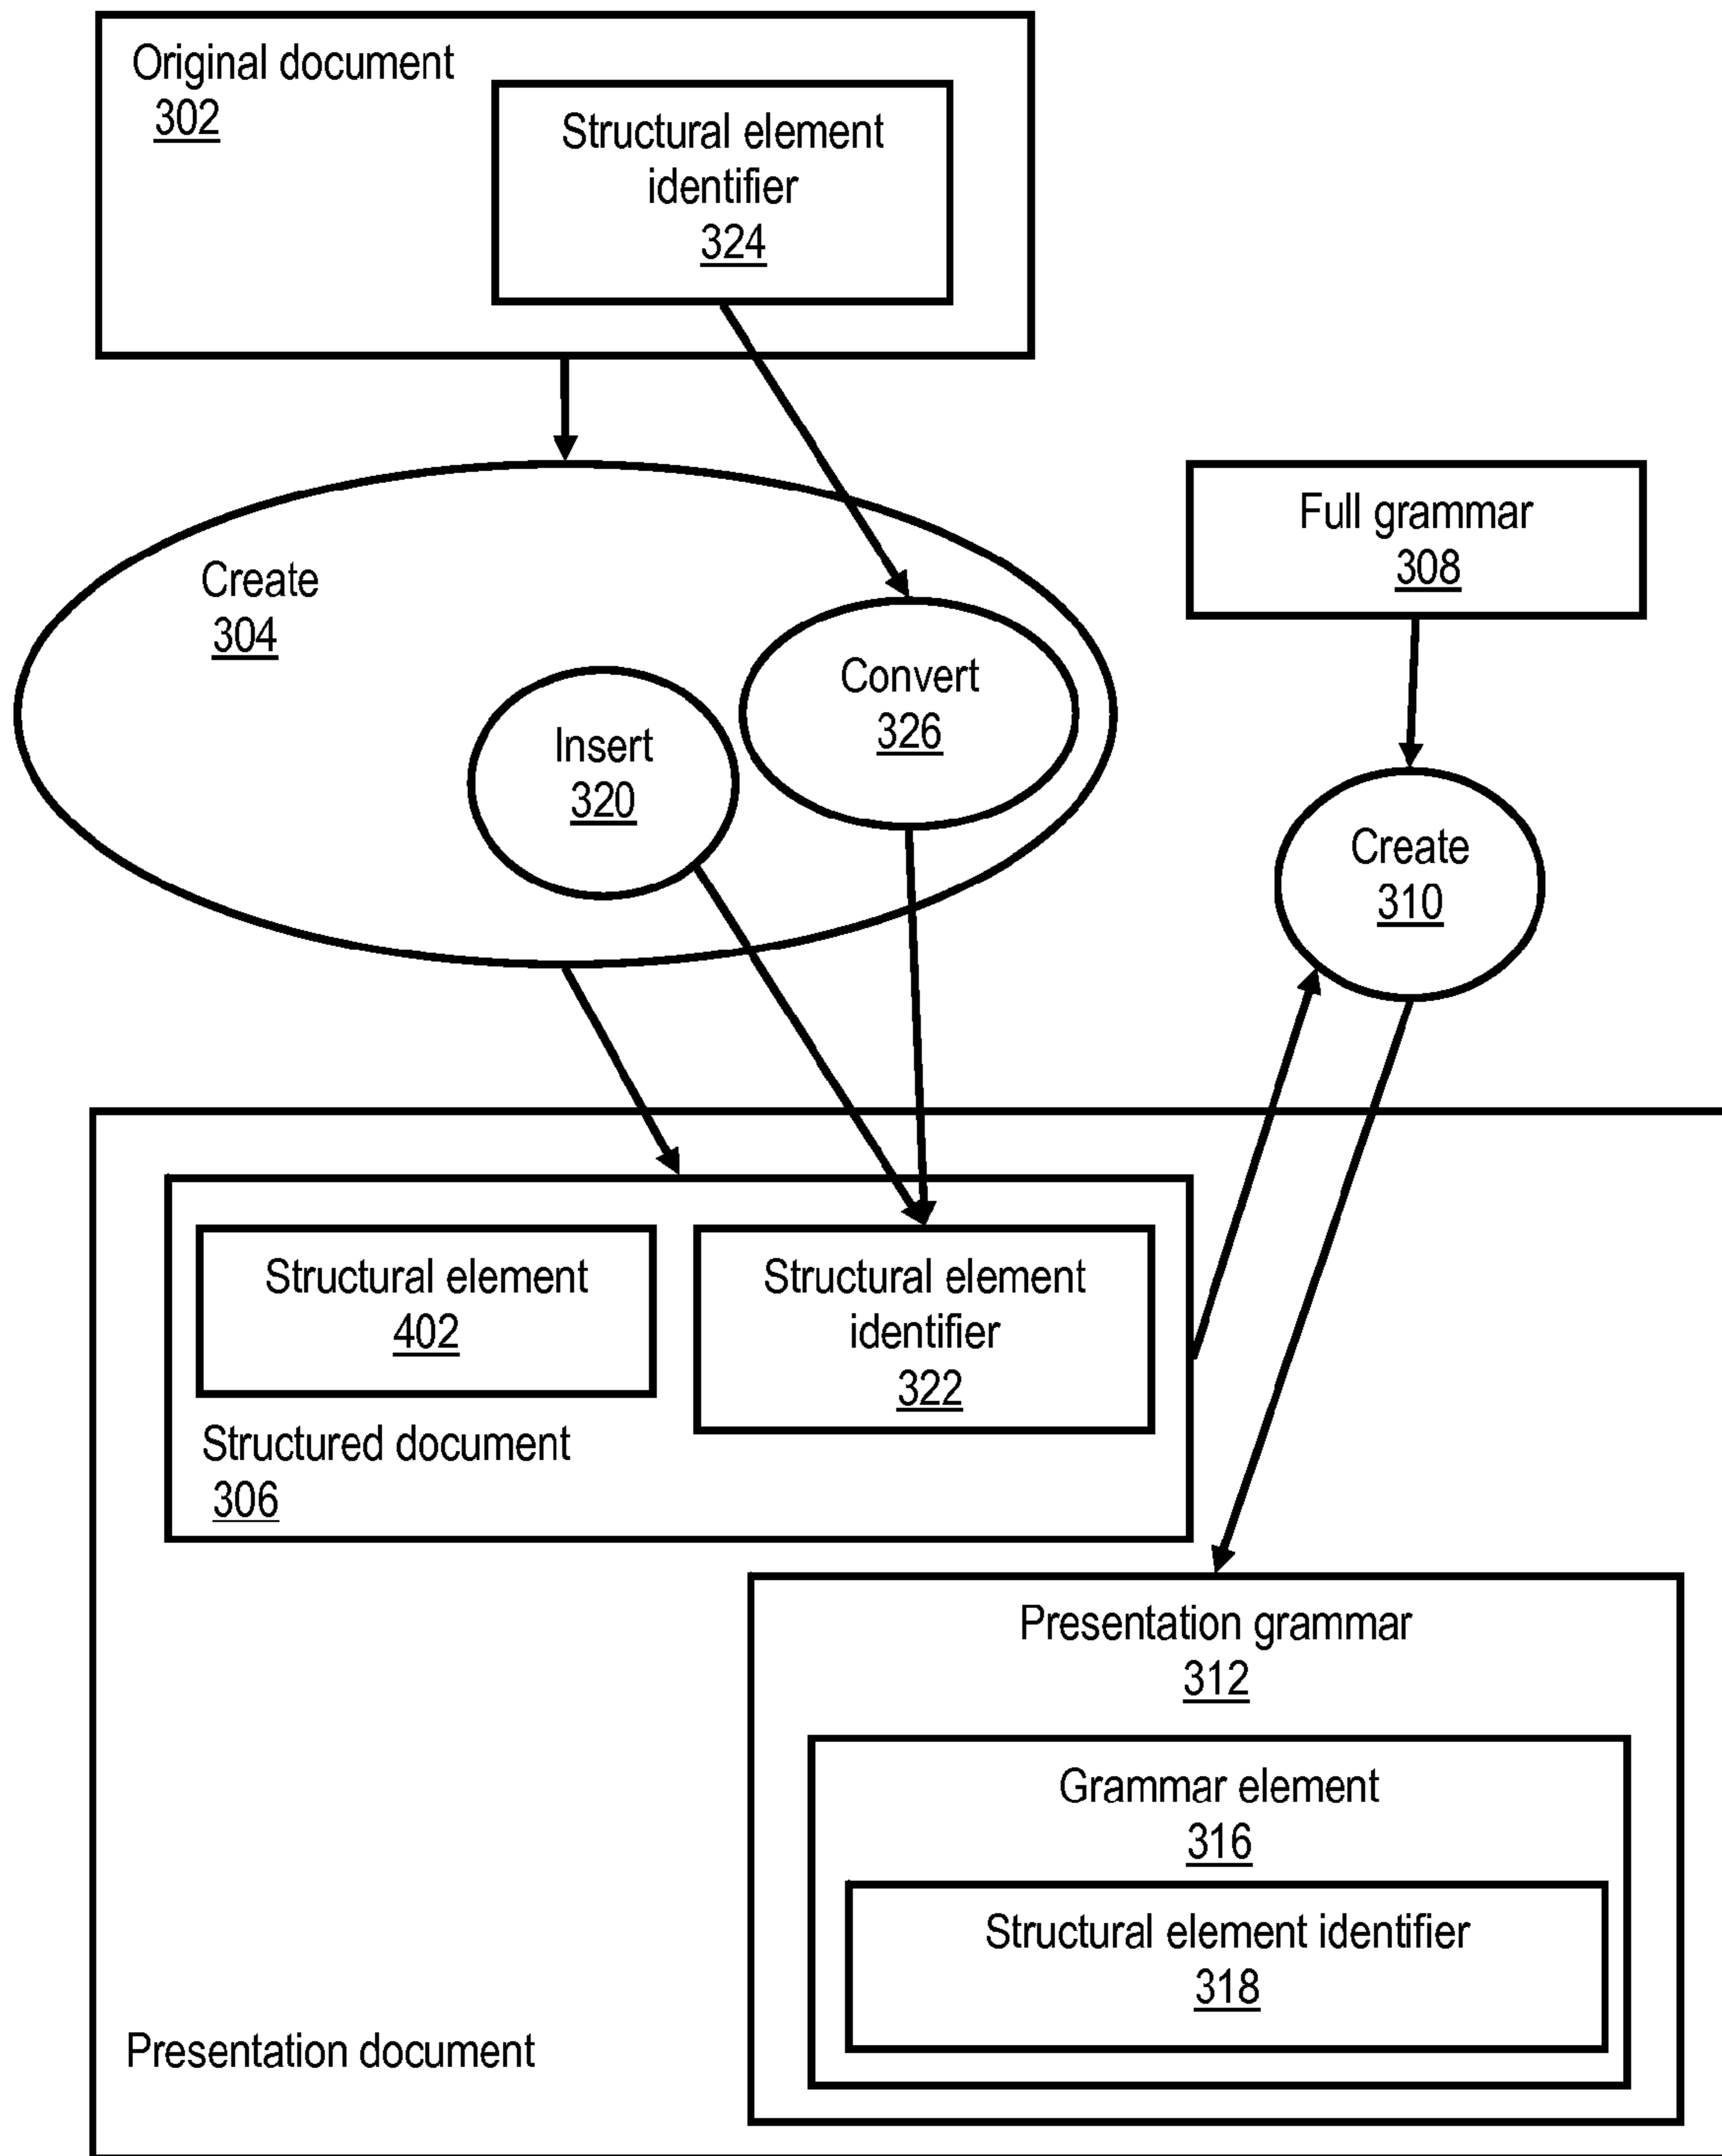 Original document
302
Structural element
identifier
324
Create
304
Insert
320
Convert
326
Full grammar
308
Create
310
Structural element
402
Structural element
identifier
322
Structured document
306
Presentation grammar
312
Grammar element
316
Structural element identifier
318
Presentation document